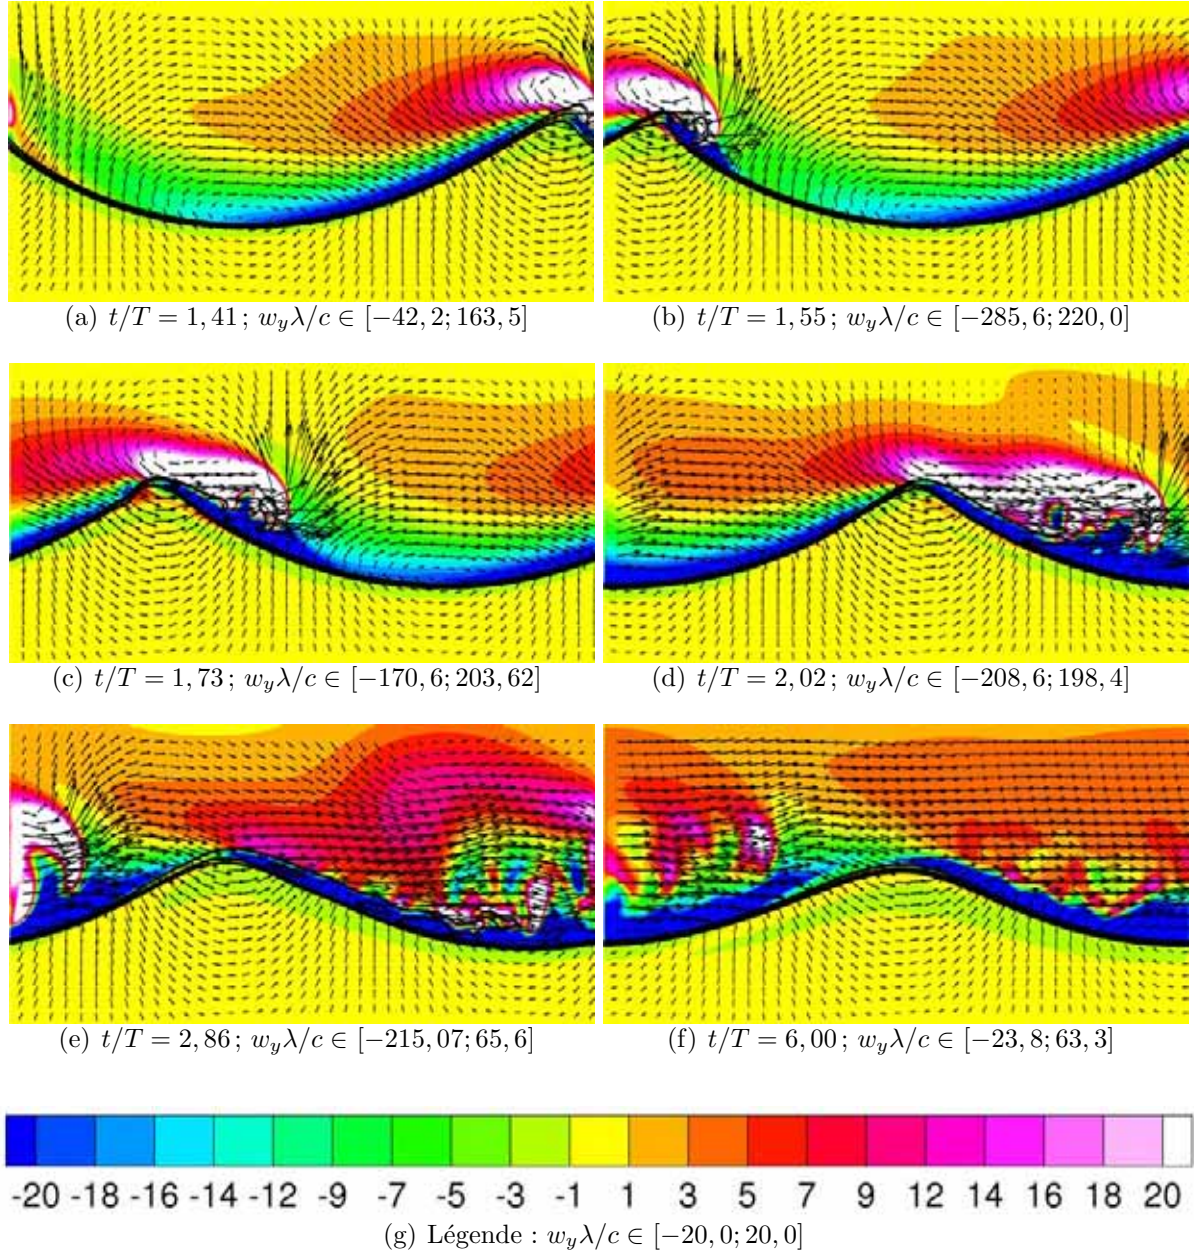 (a) t/T = 1,41 ; w_yλ/c ∈ [−42,2; 163,5]
(b) t/T = 1,55 ; w_yλ/c ∈ [−285,6; 220,0]
(c) t/T = 1,73 ; w_yλ/c ∈ [−170,6; 203,62]
(d) t/T = 2,02 ; w_yλ/c ∈ [−208,6; 198,4]
(e) t/T = 2,86 ; w_yλ/c ∈ [−215,07; 65,6]
(f) t/T = 6,00 ; w_yλ/c ∈ [−23,8; 63,3]
-20 -18 -16 -14 -12 -9 -7 -5 -3 -1 1 3 5 7 9 12 14 16 18 20
(g) Légende : w_yλ/c ∈ [−20,0; 20,0]